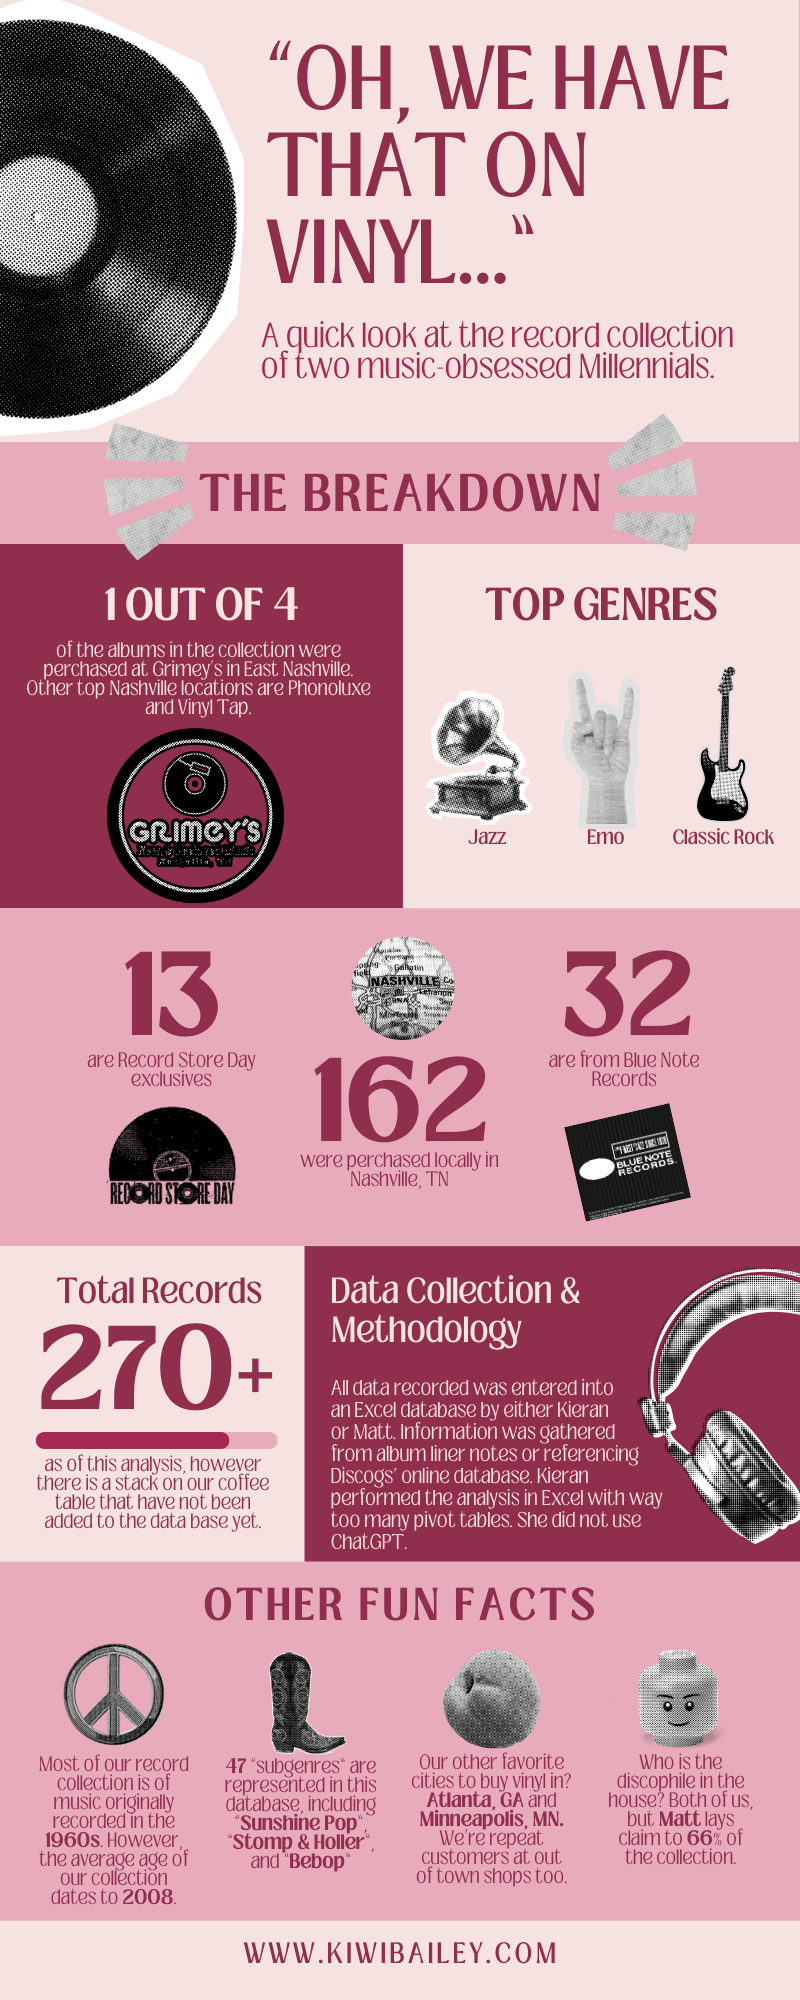 “OH, WE HAVE
THAT ON
VINYL...“
A quick look at the record collection
of two music-obsessed Millennials.
THE BREAKDOWN
1 OUT OF 4
of the albums in the collection were
perchased at Grimey's in East Nashville.
Other top Nashville locations are Phonoluxe
and Vinyl Tap.
GRIMEY'S
TOP GENRES
Jazz
Emo
Classic Rock
13
are Record Store Day
exclusives
RECORD STORE DAY
NASHVILLE
162
were perchased locally in
Nashville, TN
32
are from Blue Note
Records
THE FINEST IN JAZZ SINCE 1939
BLUE NOTE
RECORDS
Total Records
270+
as of this analysis, however
there is a stack on our coffee
table that have not been
added to the data base yet.
Data Collection &
Methodology
All data recorded was entered into
an Excel database by either Kieran
or Matt. Information was gathered
from album liner notes or referencing
Discogs' online database. Kieran
performed the analysis in Excel with way
too many pivot tables. She did not use
ChatGPT.
OTHER FUN FACTS
Most of our record
collection is of
music originally
recorded in the
1960s. However,
the average age of
our collection
dates to 2008.
47 “subgenres“ are
represented in this
database, including
“Sunshine Pop“,
“Stomp & Holler“,
and “Bebop“
Our other favorite
cities to buy vinyl in?
Atlanta, GA and
Minneapolis, MN.
We're repeat
customers at out
of town shops too.
Who is the
discophile in the
house? Both of us,
but Matt lays
claim to 66% of
the collection.
WWW.KIWIBAILEY.COM